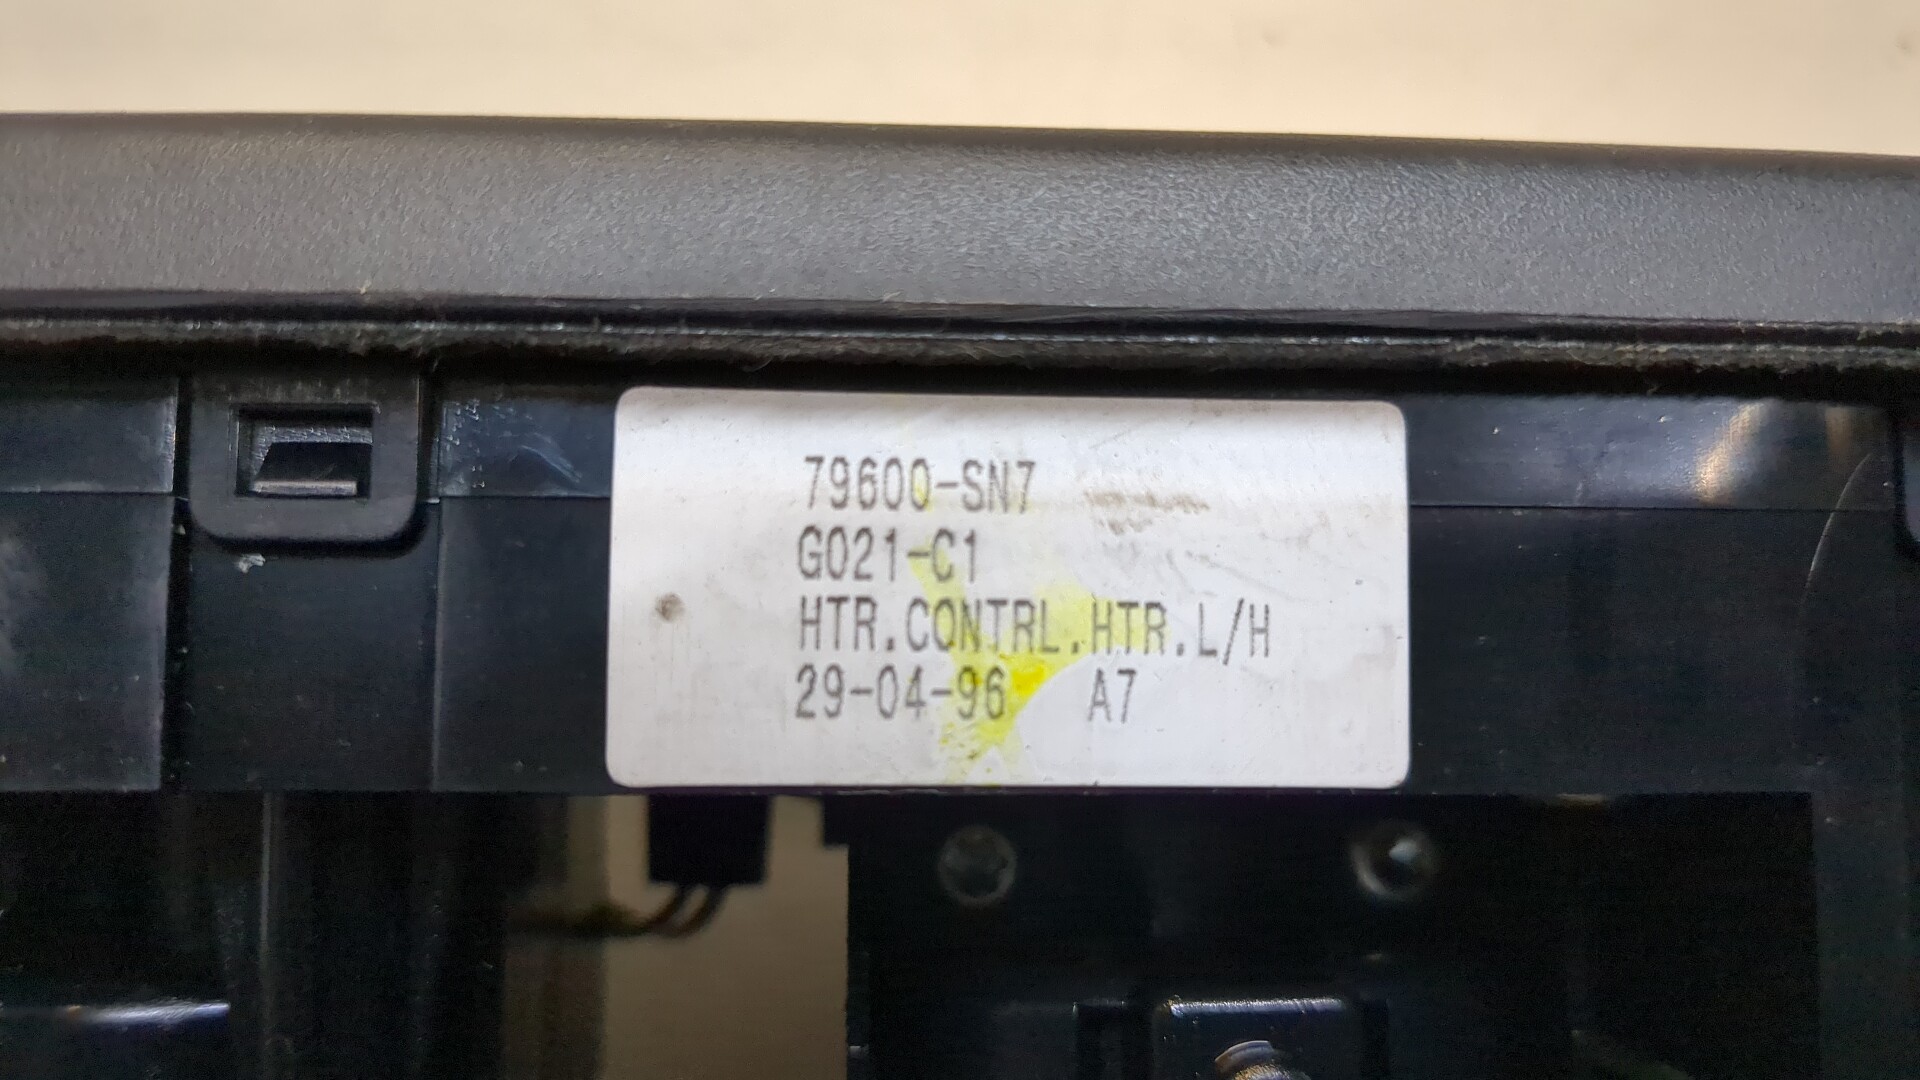 79600-SN7
G021-C1
HTR.CONTRL.HTR.L/H
29-04-96 A7